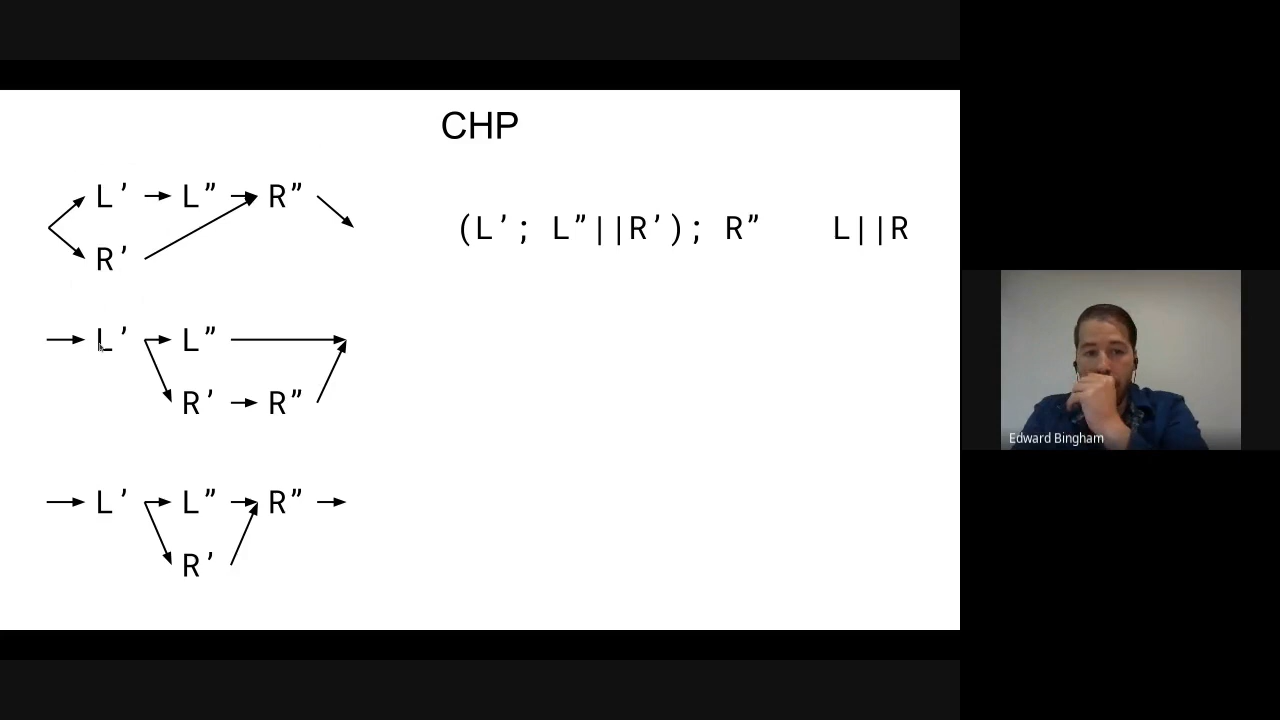 CHP
L’ L” R”
(L’; L”||R’); R” L||R
R’
L’ L”
R’ R”
Edward Bingham
L’ L” R”
R’